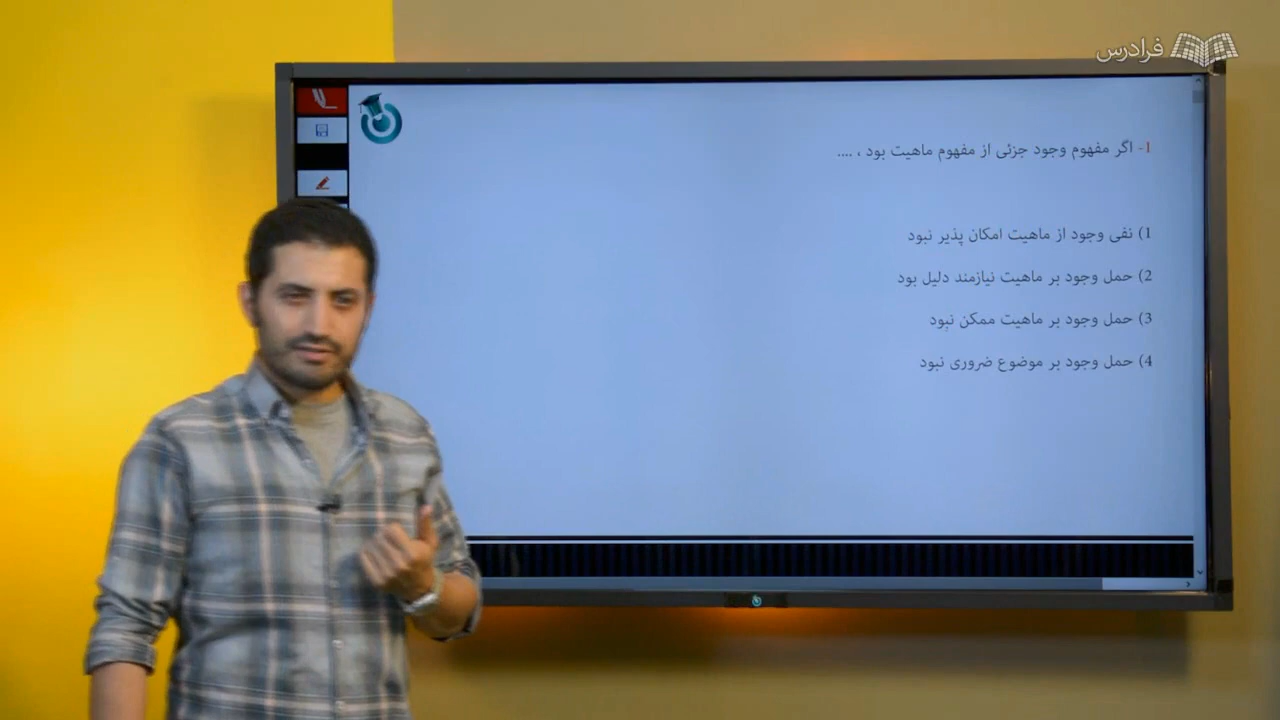 فرادرس
1- اگر مفهوم وجود جزئی از مفهوم ماهیت بود ، ....
1) نفی وجود از ماهیت امکان پذیر نبود
2) حمل وجود بر ماهیت نیازمند دلیل بود
3) حمل وجود بر ماهیت ممکن نبود
4) حمل وجود بر موضوع ضروری نبود